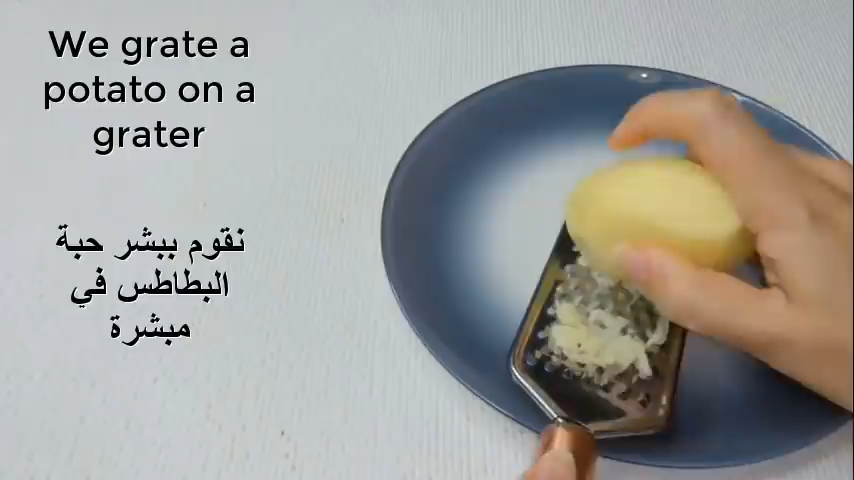 We grate a
potato on a
grater
نقوم ببشر حبة
البطاطس في
مبشرة